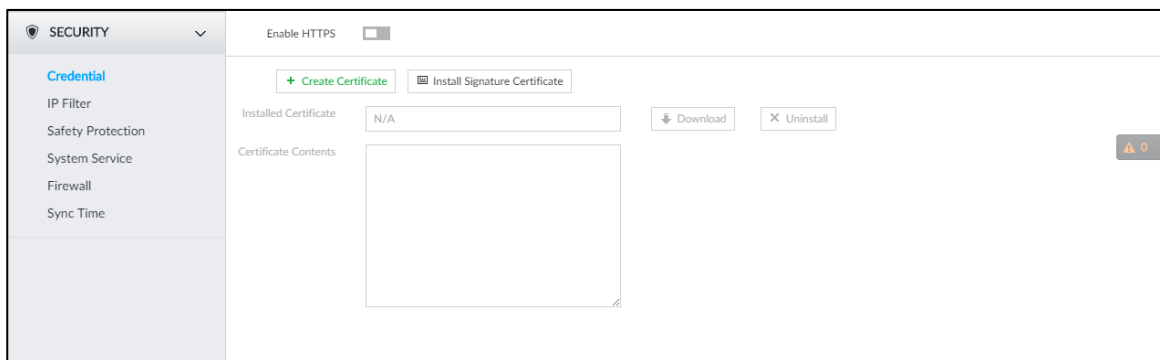 SECURITY
Enable HTTPS
Credential
IP Filter
Safety Protection
System Service
Firewall
Sync Time
+ Create Certificate
Install Signature Certificate
Installed Certificate
N/A
Download
Uninstall
Certificate Contents
0